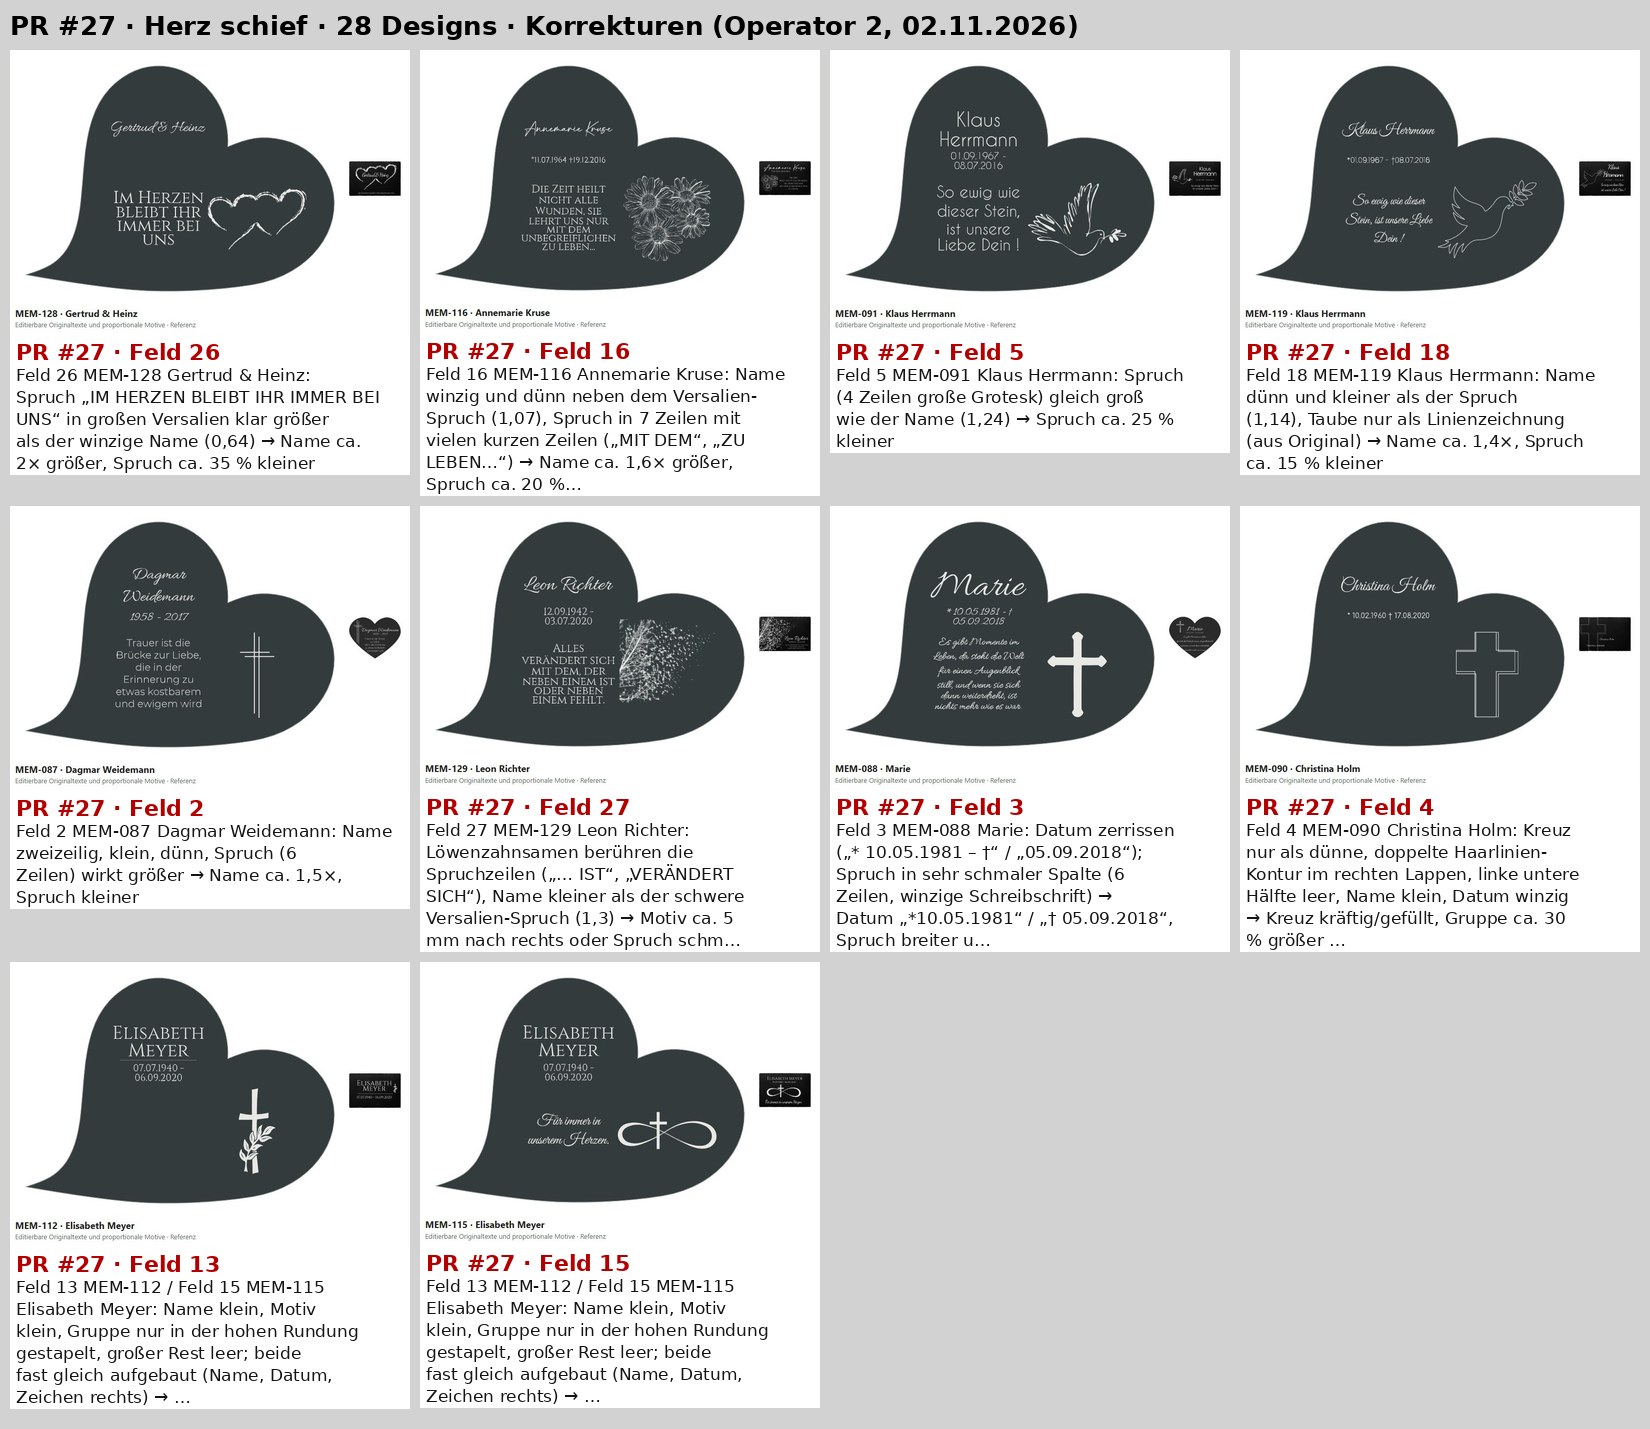 PR #27 · Herz schief · 28 Designs · Korrekturen (Operator 2, 02.11.2026)
Gertrud & Heinz
IM HERZEN
BLEIBT IHR
IMMER BEI
UNS
MEM-128 · Gertrud & Heinz
Editierbare Originaltexte und proportionale Motive · Referenz
PR #27 · Feld 26
Feld 26 MEM-128 Gertrud & Heinz:
Spruch „IM HERZEN BLEIBT IHR IMMER BEI
UNS“ in großen Versalien klar größer
als der winzige Name (0,64) → Name ca.
2× größer, Spruch ca. 35 % kleiner
Annemarie Kruse
*11.07.1964 †19.12.2016
DIE ZEIT HEILT
NICHT ALLE
WUNDEN, SIE
LEHRT UNS NUR
MIT DEM
UNBEGREIFLICHEN
ZU LEBEN...
MEM-116 · Annemarie Kruse
Editierbare Originaltexte und proportionale Motive · Referenz
PR #27 · Feld 16
Feld 16 MEM-116 Annemarie Kruse: Name
winzig und dünn neben dem Versalien-
Spruch (1,07), Spruch in 7 Zeilen mit
vielen kurzen Zeilen („MIT DEM“, „ZU
LEBEN...“) → Name ca. 1,6× größer,
Spruch ca. 20 %...
Klaus
Herrmann
01.09.1967 -
08.07.2016
So ewig wie
dieser Stein,
ist unsere
Liebe Dein !
MEM-091 · Klaus Herrmann
Editierbare Originaltexte und proportionale Motive · Referenz
PR #27 · Feld 5
Feld 5 MEM-091 Klaus Herrmann: Spruch
(4 Zeilen große Grotesk) gleich groß
wie der Name (1,24) → Spruch ca. 25 %
kleiner
Klaus Herrmann
*01.09.1967 - †08.07.2016
So ewig wie dieser
Stein, ist unsere Liebe
Dein !
MEM-119 · Klaus Herrmann
Editierbare Originaltexte und proportionale Motive · Referenz
PR #27 · Feld 18
Feld 18 MEM-119 Klaus Herrmann: Name
dünn und kleiner als der Spruch
(1,14), Taube nur als Linienzeichnung
(aus Original) → Name ca. 1,4×, Spruch
ca. 15 % kleiner
Dagmar
Weidemann
1958 - 2017
Trauer ist die
Brücke zur Liebe,
die in der
Erinnerung zu
etwas kostbarem
und ewigem wird
MEM-087 · Dagmar Weidemann
Editierbare Originaltexte und proportionale Motive · Referenz
PR #27 · Feld 2
Feld 2 MEM-087 Dagmar Weidemann: Name
zweizeilig, klein, dünn, Spruch (6
Zeilen) wirkt größer → Name ca. 1,5×,
Spruch kleiner
Leon Richter
12.09.1942 -
03.07.2020
ALLES
VERÄNDERT SICH
MIT DEM, DER
NEBEN EINEM IST
ODER NEBEN
EINEM FEHLT.
MEM-129 · Leon Richter
Editierbare Originaltexte und proportionale Motive · Referenz
PR #27 · Feld 27
Feld 27 MEM-129 Leon Richter:
Löwenzahnsamen berühren die
Spruchzeilen („... IST“, „VERÄNDERT
SICH“), Name kleiner als der schwere
Versalien-Spruch (1,3) → Motiv ca. 5
mm nach rechts oder Spruch schm...
Marie
* 10.05.1981 - †
05.09.2018
Es gibt Momente im
Leben, da steht die Welt
für einen Augenblick
still, und wenn sie sich
dann weiterdreht, ist
nichts mehr wie es war.
MEM-088 · Marie
Editierbare Originaltexte und proportionale Motive · Referenz
PR #27 · Feld 3
Feld 3 MEM-088 Marie: Datum zerrissen
(„* 10.05.1981 – †“ / „05.09.2018“);
Spruch in sehr schmaler Spalte (6
Zeilen, winzige Schreibschrift) →
Datum „*10.05.1981“ / „† 05.09.2018“,
Spruch breiter u...
Christina Holm
* 10.02.1960 † 17.08.2020
MEM-090 · Christina Holm
Editierbare Originaltexte und proportionale Motive · Referenz
PR #27 · Feld 4
Feld 4 MEM-090 Christina Holm: Kreuz
nur als dünne, doppelte Haarlinien-
Kontur im rechten Lappen, linke untere
Hälfte leer, Name klein, Datum winzig
→ Kreuz kräftig/gefüllt, Gruppe ca. 30
% größer ...
ELISABETH
MEYER
07.07.1940 -
06.09.2020
MEM-112 · Elisabeth Meyer
Editierbare Originaltexte und proportionale Motive · Referenz
PR #27 · Feld 13
Feld 13 MEM-112 / Feld 15 MEM-115
Elisabeth Meyer: Name klein, Motiv
klein, Gruppe nur in der hohen Rundung
gestapelt, großer Rest leer; beide
fast gleich aufgebaut (Name, Datum,
Zeichen rechts) → ...
ELISABETH
MEYER
07.07.1940 -
06.09.2020
Für immer in
unserem Herzen.
MEM-115 · Elisabeth Meyer
Editierbare Originaltexte und proportionale Motive · Referenz
PR #27 · Feld 15
Feld 13 MEM-112 / Feld 15 MEM-115
Elisabeth Meyer: Name klein, Motiv
klein, Gruppe nur in der hohen Rundung
gestapelt, großer Rest leer; beide
fast gleich aufgebaut (Name, Datum,
Zeichen rechts) → ...